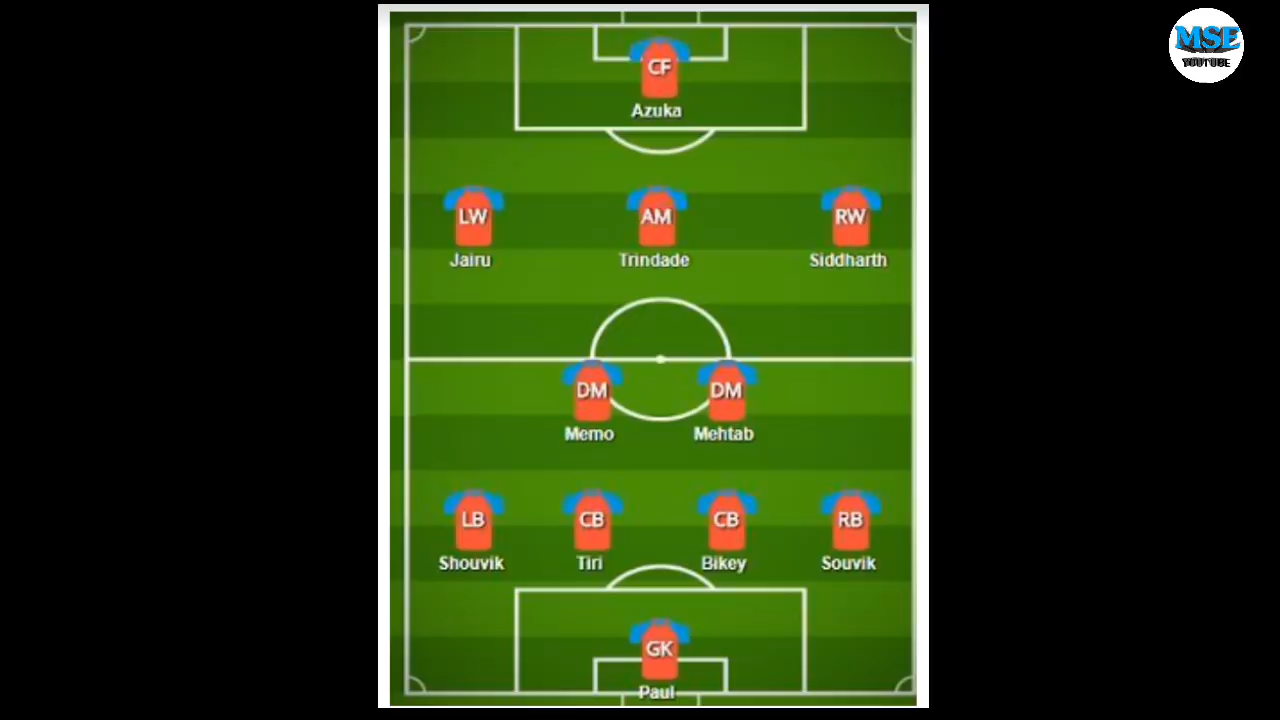 MSE
YOUTUBE
CF
Azuka
LW
AM
RW
Jairu
Trindade
Siddharth
DM
DM
Memo
Mehtab
LB
CB
CB
RB
Shouvik
Tiri
Bikey
Souvik
GK
Paul